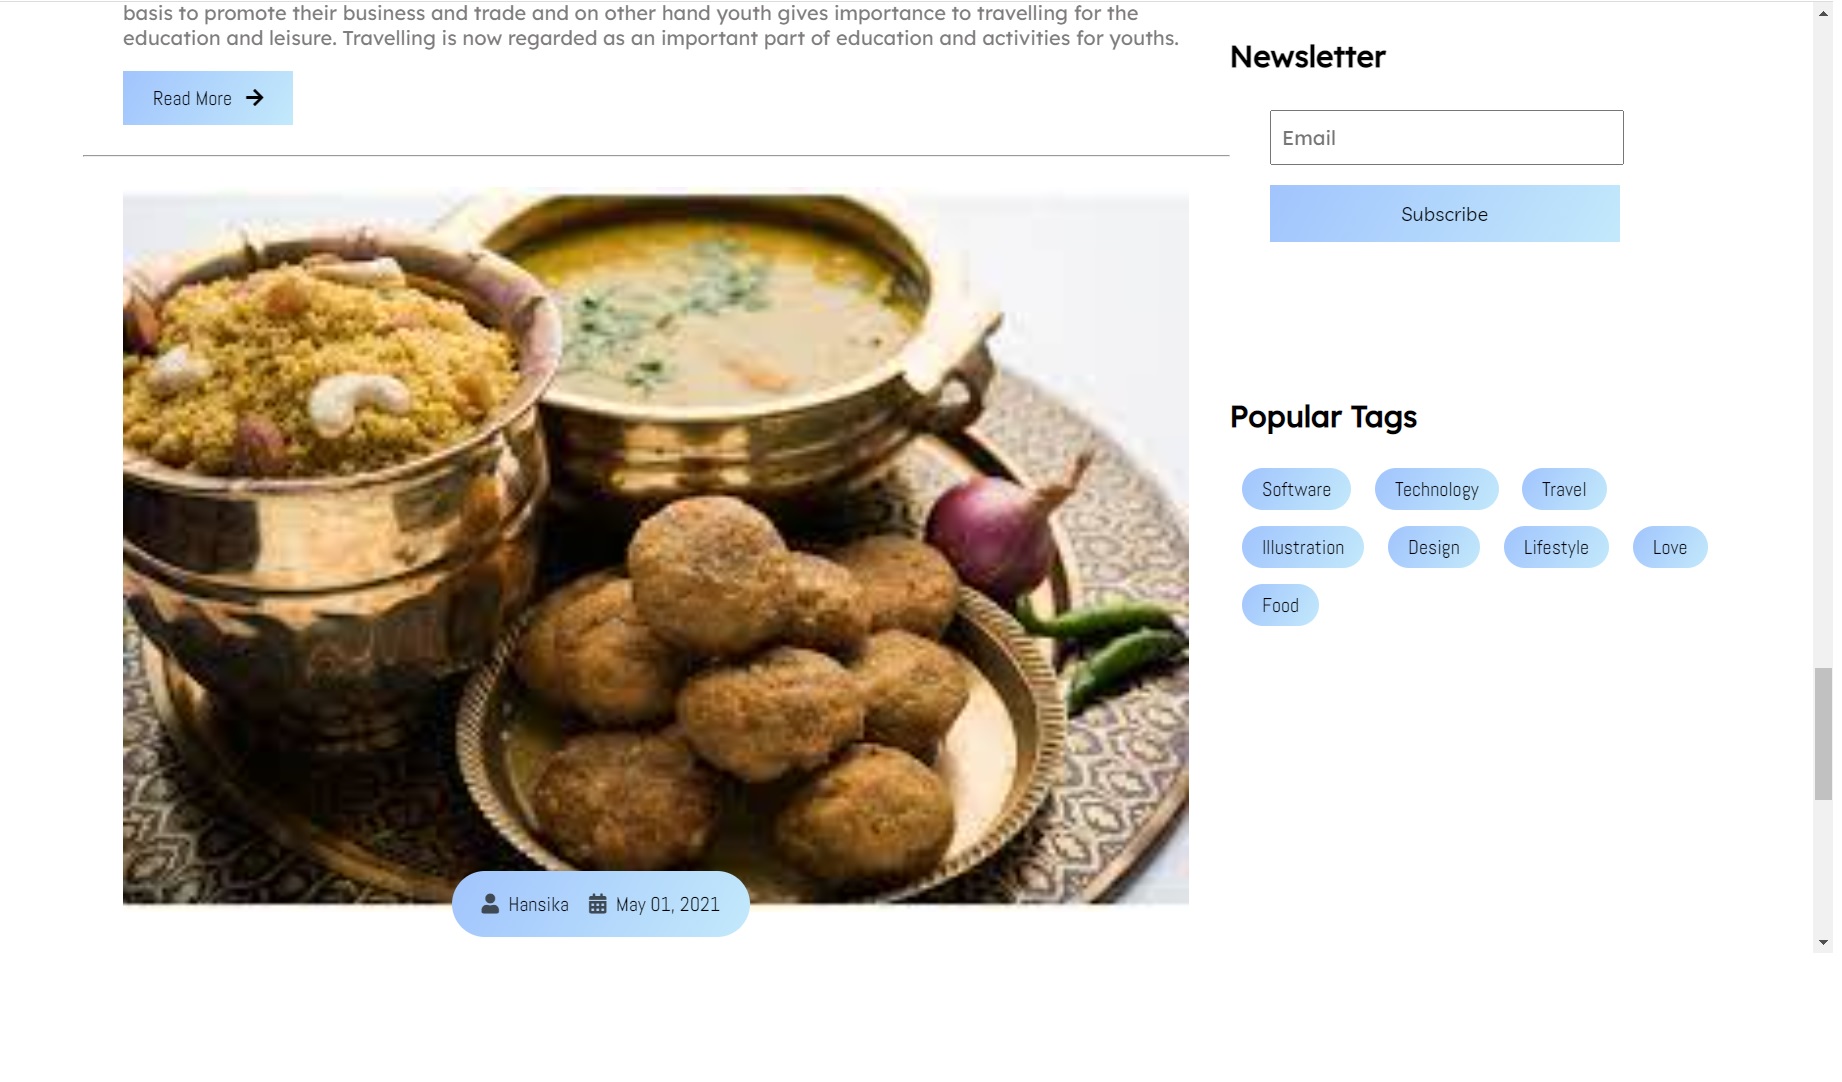 basis to promote their business and trade and on other hand youth gives importance to travelling for the
education and leisure. Travelling is now regarded as an important part of education and activities for youths.
Read More
Hansika May 01, 2021
Newsletter
Email
Subscribe
Popular Tags
Software Technology Travel
Illustration Design Lifestyle Love
Food